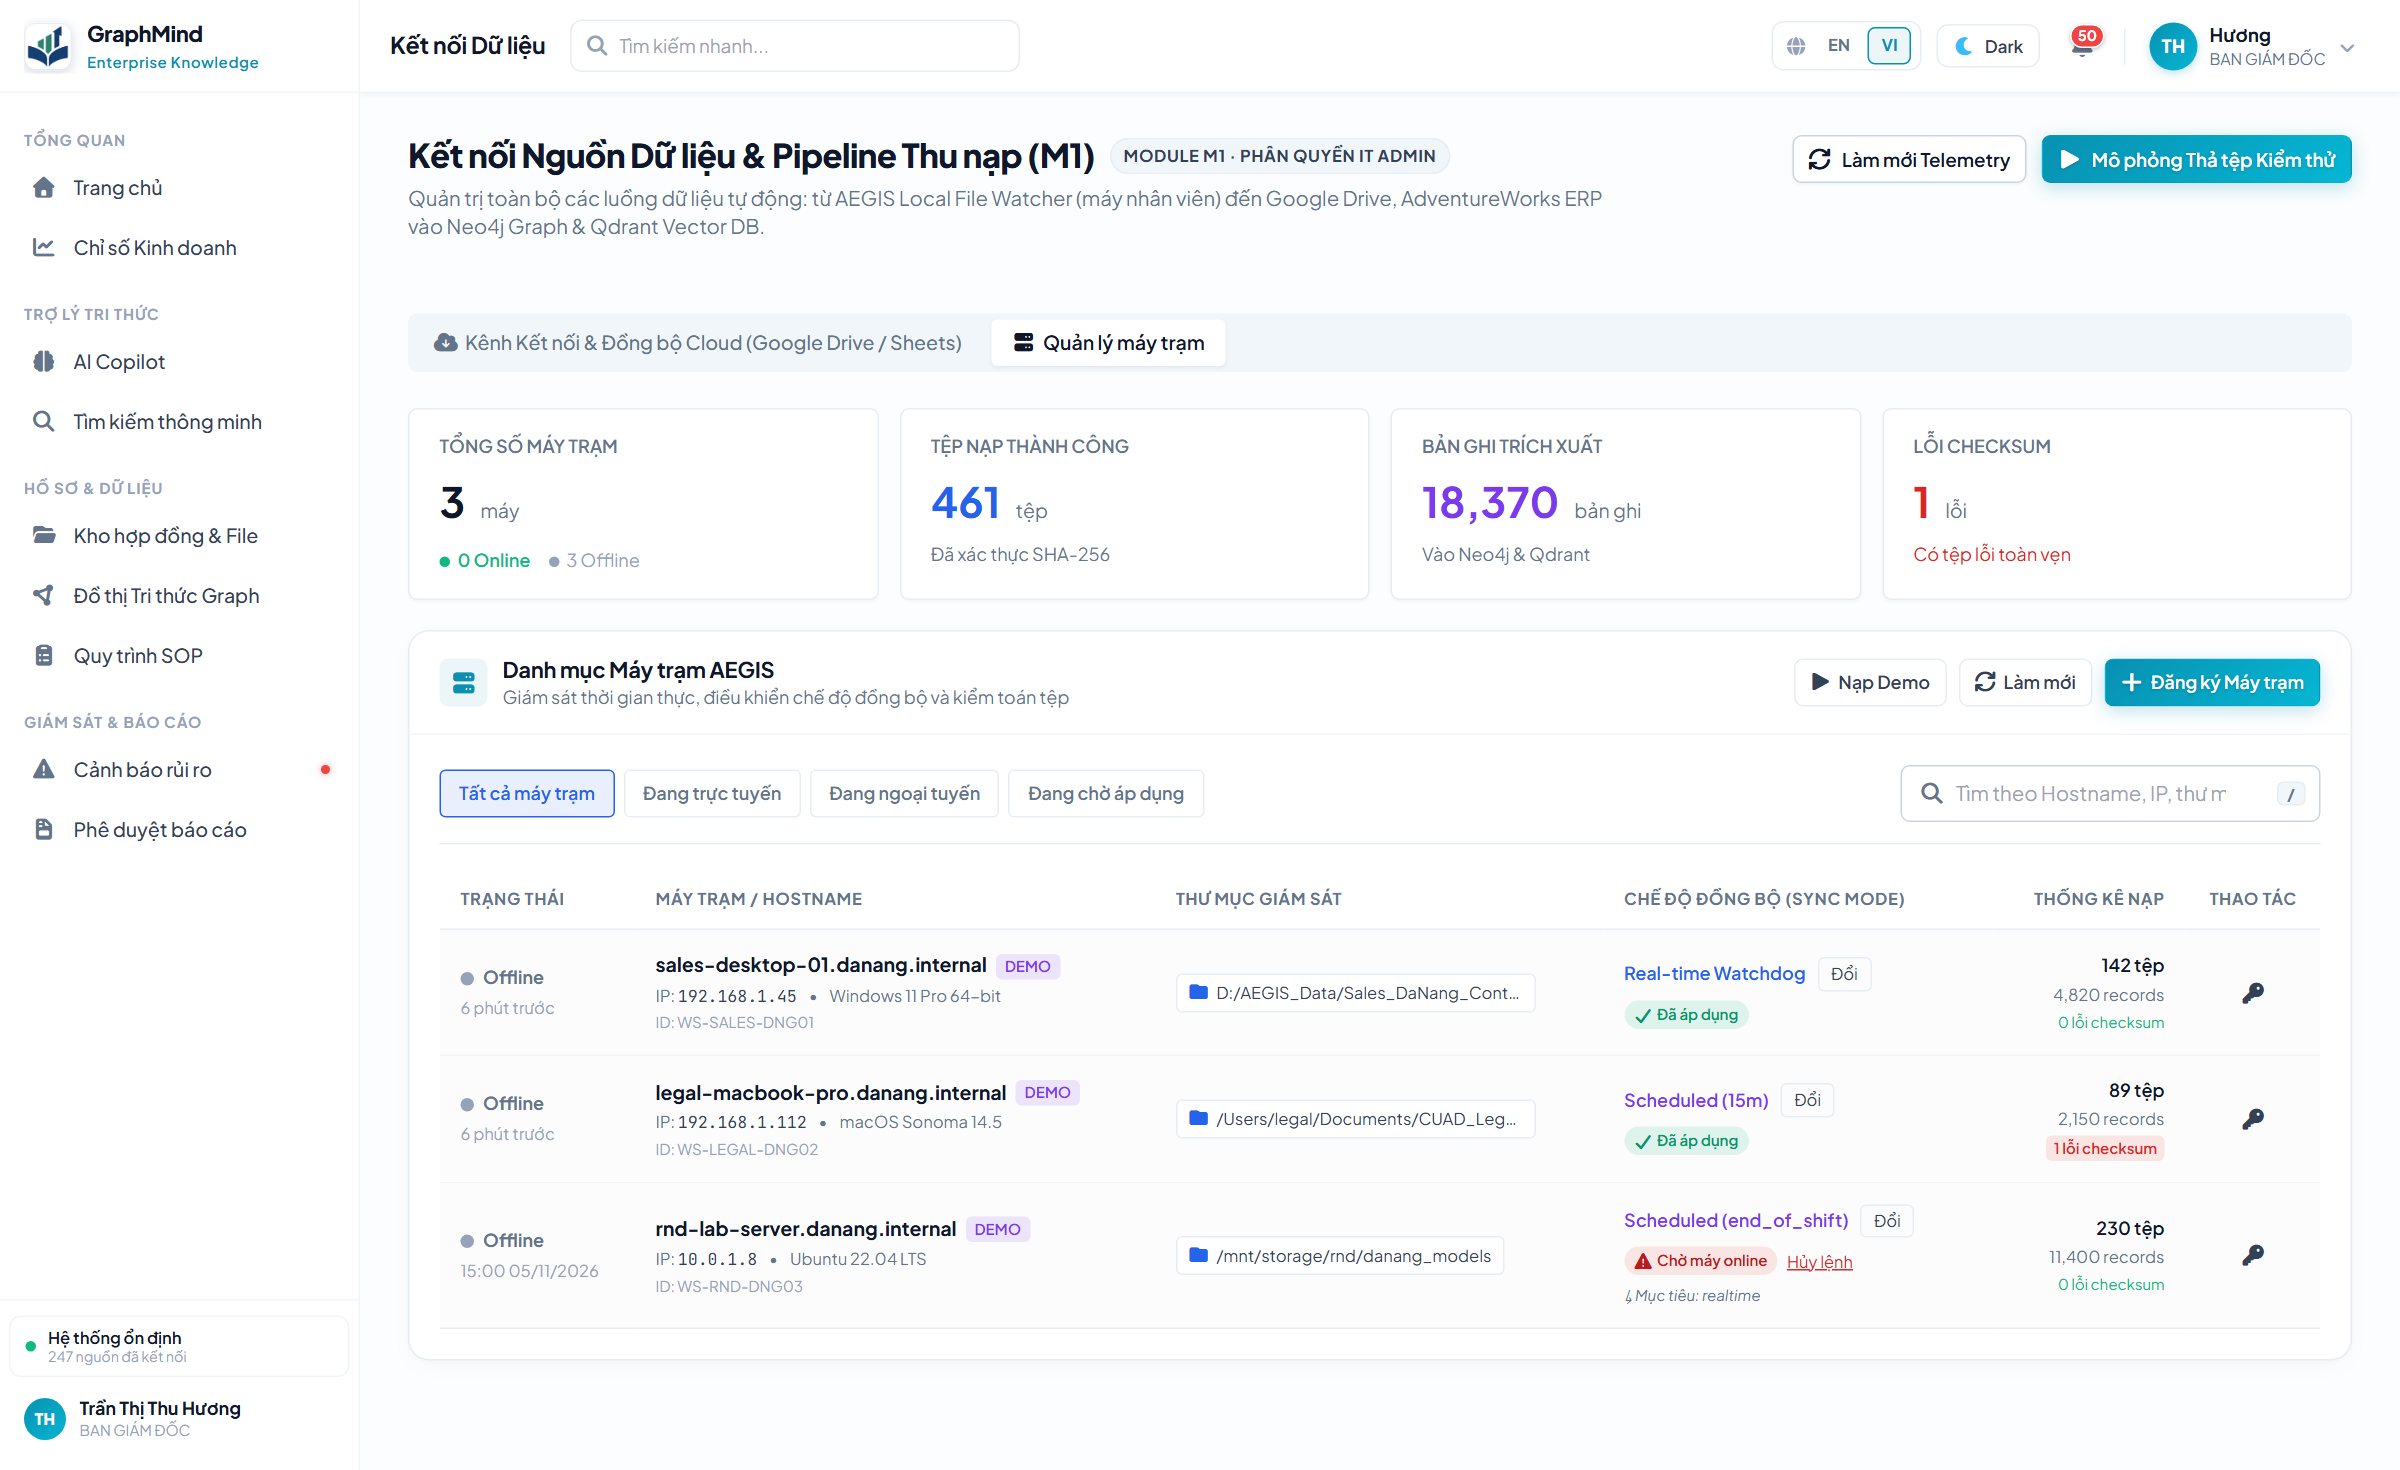 GraphMind
Enterprise Knowledge
TỔNG QUAN
Trang chủ
Chỉ số Kinh doanh
TRỢ LÝ TRI THỨC
AI Copilot
Tìm kiếm thông minh
HỒ SƠ & DỮ LIỆU
Kho hợp đồng & File
Đồ thị Tri thức Graph
Quy trình SOP
GIÁM SÁT & BÁO CÁO
Cảnh báo rủi ro
Phê duyệt báo cáo
Hệ thống ổn định
247 nguồn đã kết nối
TH
Trần Thị Thu Hương
BAN GIÁM ĐỐC
Kết nối Dữ liệu
Tìm kiếm nhanh...
EN
VI
Dark
50
TH
Hương
BAN GIÁM ĐỐC
Kết nối Nguồn Dữ liệu & Pipeline Thu nạp (M1)
MODULE M1 · PHÂN QUYỀN IT ADMIN
Quản trị toàn bộ các luồng dữ liệu tự động: từ AEGIS Local File Watcher (máy nhân viên) đến Google Drive, AdventureWorks ERP
vào Neo4j Graph & Qdrant Vector DB.
Làm mới Telemetry
Mô phỏng Thả tệp Kiểm thử
Kênh Kết nối & Đồng bộ Cloud (Google Drive / Sheets)
Quản lý máy trạm
TỔNG SỐ MÁY TRẠM
3 máy
0 Online
3 Offline
TỆP NẠP THÀNH CÔNG
461 tệp
Đã xác thực SHA-256
BẢN GHI TRÍCH XUẤT
18,370 bản ghi
Vào Neo4j & Qdrant
LỖI CHECKSUM
1 lỗi
Có tệp lỗi toàn vẹn
Danh mục Máy trạm AEGIS
Giám sát thời gian thực, điều khiển chế độ đồng bộ và kiểm toán tệp
Nạp Demo
Làm mới
Đăng ký Máy trạm
Tất cả máy trạm
Đang trực tuyến
Đang ngoại tuyến
Đang chờ áp dụng
Tìm theo Hostname, IP, thư m
/
TRẠNG THÁI
MÁY TRẠM / HOSTNAME
THƯ MỤC GIÁM SÁT
CHẾ ĐỘ ĐỒNG BỘ (SYNC MODE)
THỐNG KÊ NẠP
THAO TÁC
Offline
6 phút trước
sales-desktop-01.danang.internal DEMO
IP: 192.168.1.45 • Windows 11 Pro 64-bit
ID: WS-SALES-DNG01
D:/AEGIS_Data/Sales_DaNang_Cont...
Real-time Watchdog
Đổi
Đã áp dụng
142 tệp
4,820 records
0 lỗi checksum
Offline
6 phút trước
legal-macbook-pro.danang.internal DEMO
IP: 192.168.1.112 • macOS Sonoma 14.5
ID: WS-LEGAL-DNG02
/Users/legal/Documents/CUAD_Leg...
Scheduled (15m)
Đổi
Đã áp dụng
89 tệp
2,150 records
1 lỗi checksum
Offline
15:00 05/11/2026
rnd-lab-server.danang.internal DEMO
IP: 10.0.1.8 • Ubuntu 22.04 LTS
ID: WS-RND-DNG03
/mnt/storage/rnd/danang_models
Scheduled (end_of_shift)
Đổi
Chờ máy online
Hủy lệnh
↳ Mục tiêu: realtime
230 tệp
11,400 records
0 lỗi checksum